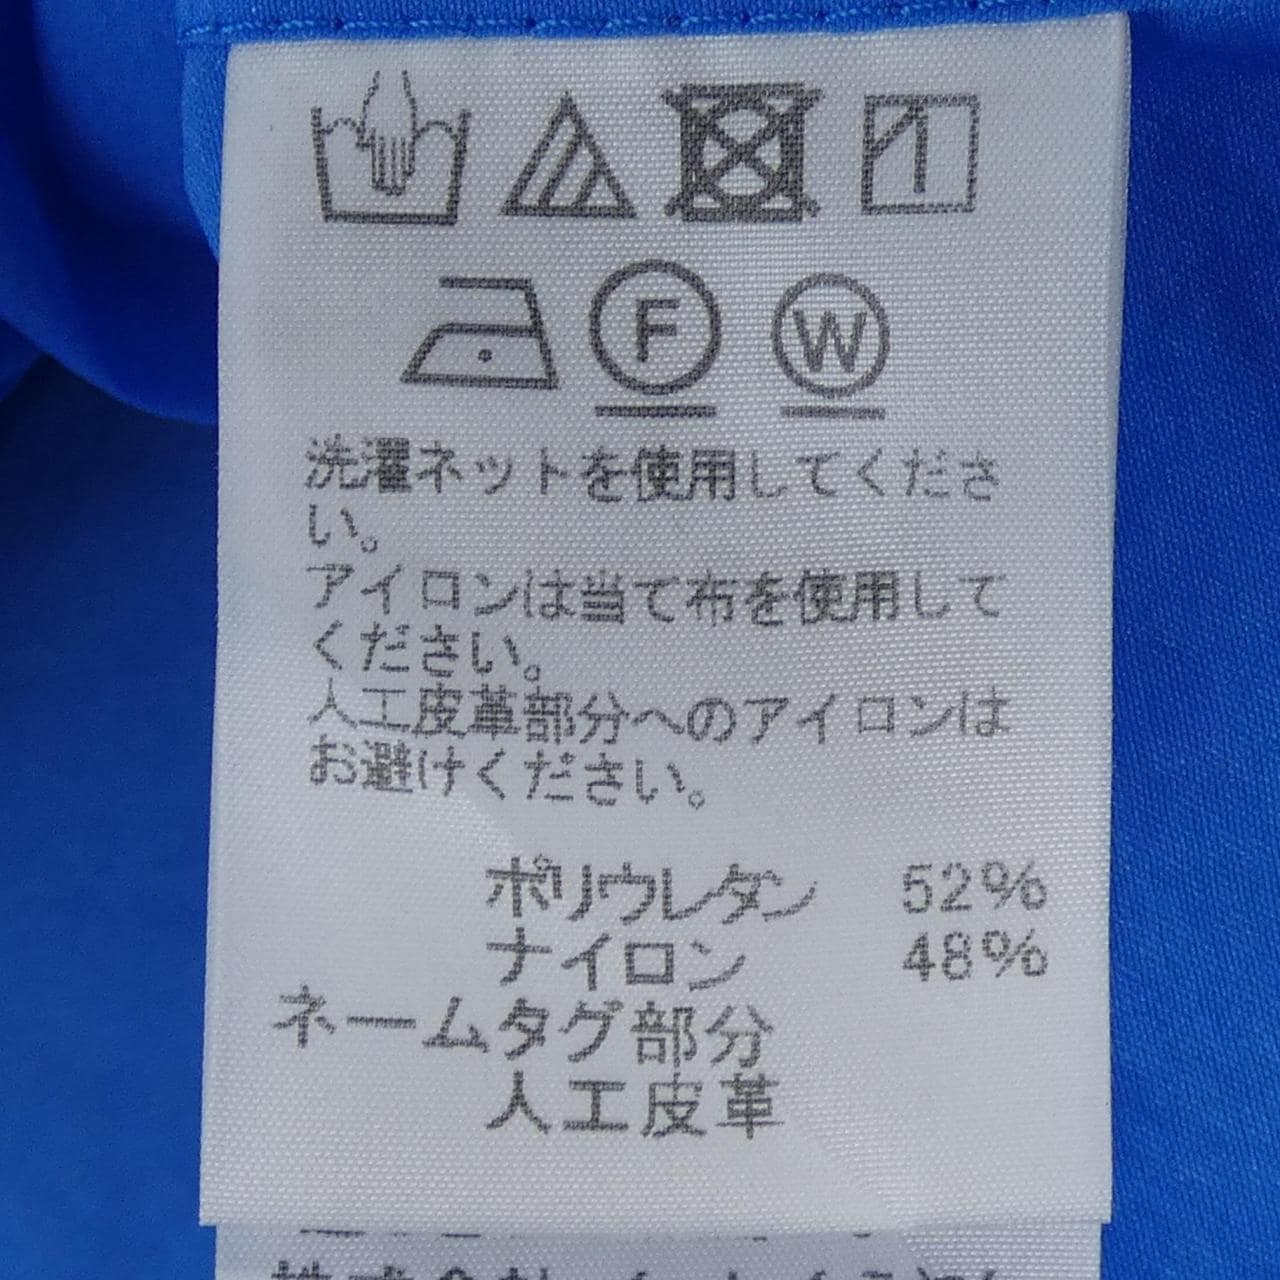 F W
洗濯ネットを使用してくださ
い。
アイロンは当て布を使用して
ください。
人工皮革部分へのアイロンは
お避けください。
ポリウレタン 52%
ナイロン 48%
ネームタグ部分
人工皮革